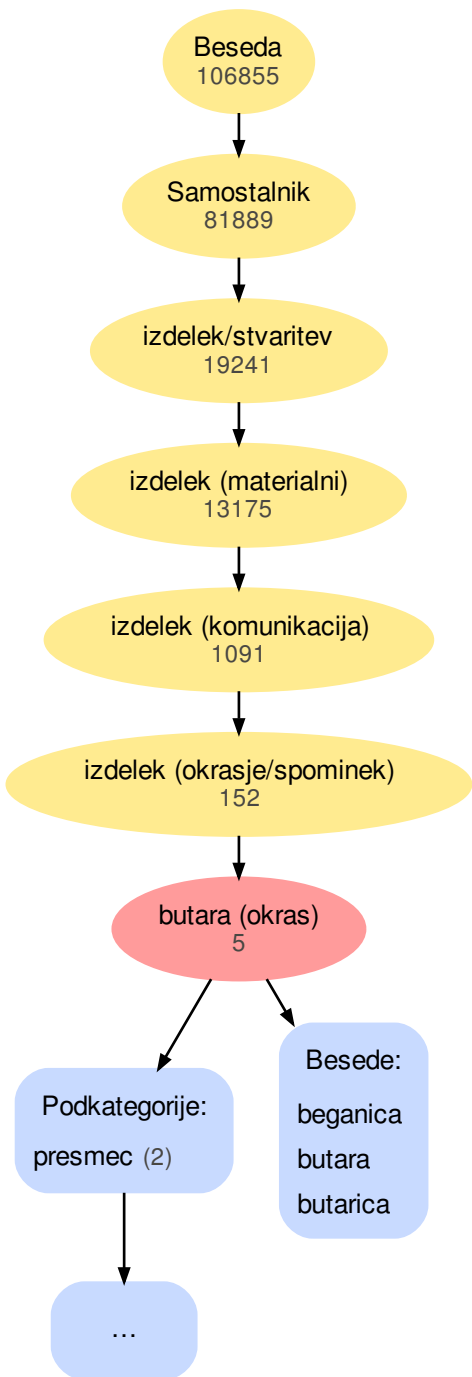 Beseda
106855
Samostalnik
81889
izdelek/stvaritev
19241
izdelek (materialni)
13175
izdelek (komunikacija)
1091
izdelek (okrasje/spominek)
152
butara (okras)
5
Podkategorije:
presmec (2)
...
Besede:
beganica
butara
butarica